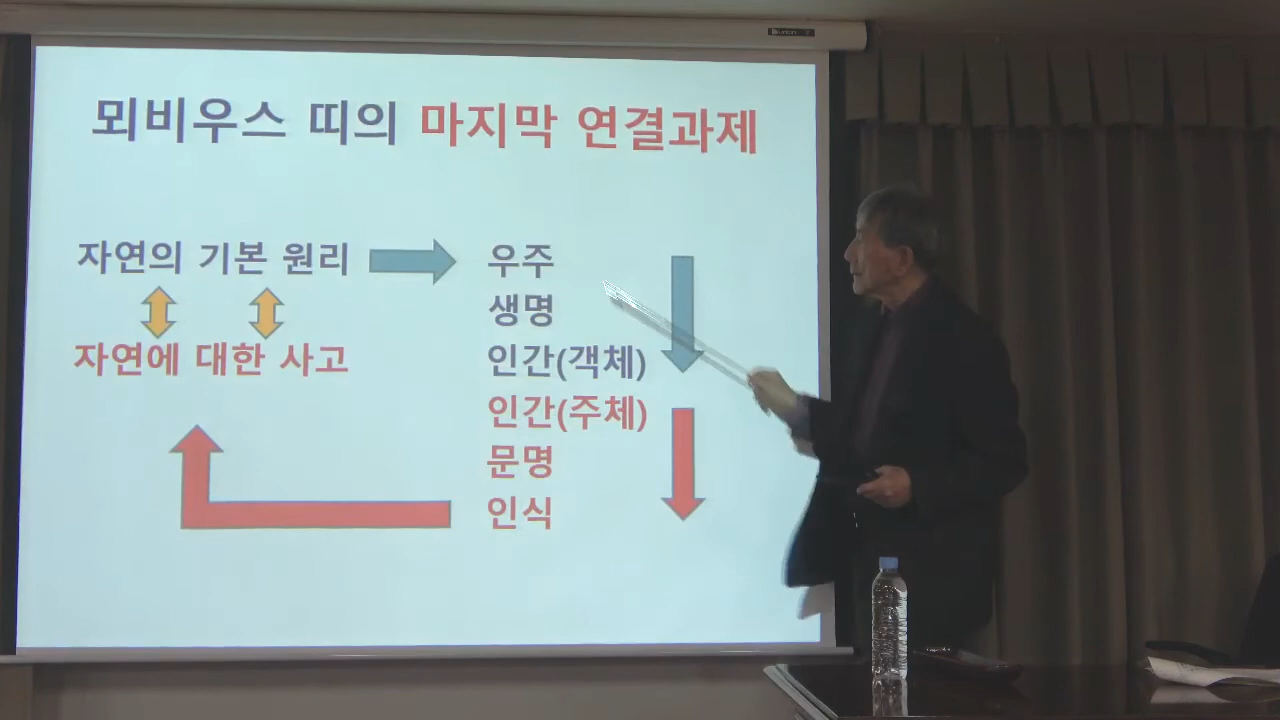 뫼비우스 띠의 마지막 연결과제
자연의 기본 원리
자연에 대한 사고
우주
생명
인간(객체)
인간(주체)
문명
인식